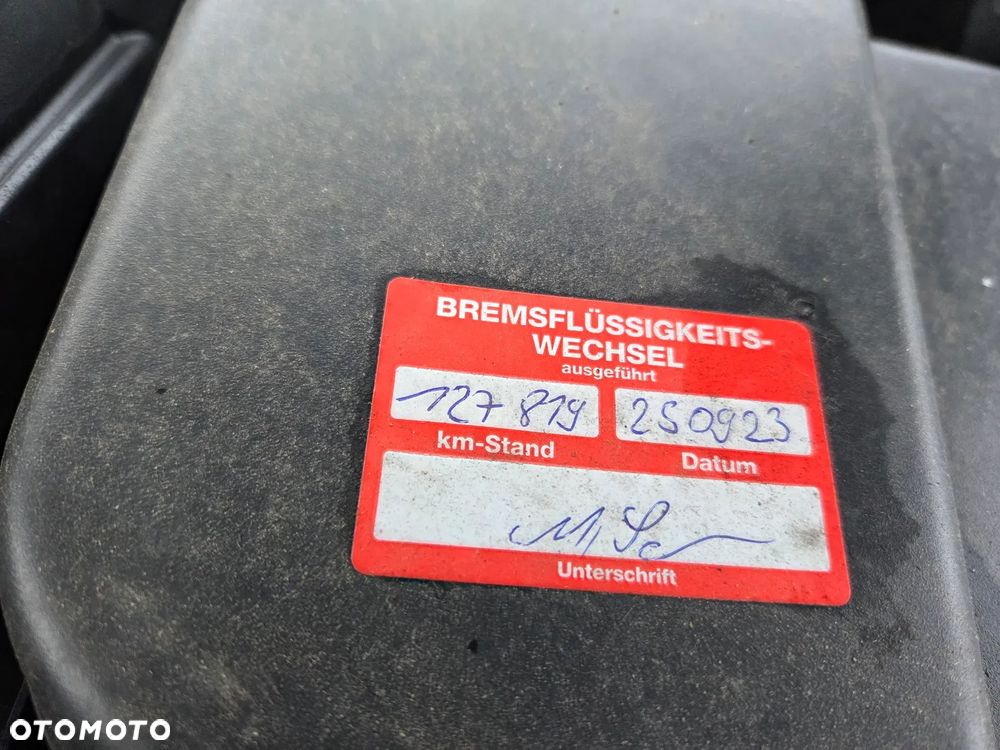 BREMSFLÜSSIGKEITS-
WECHSEL
ausgeführt
127 819 250923
km-Stand Datum
Unterschrift
OTOMOTO